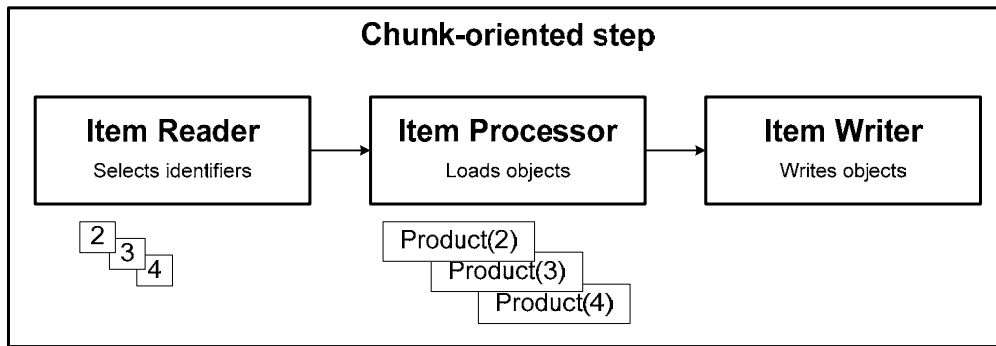 Chunk-oriented step
Item Reader
Selects identifiers
Item Processor
Loads objects
Item Writer
Writes objects
2
3
4
Product(2)
Product(3)
Product(4)